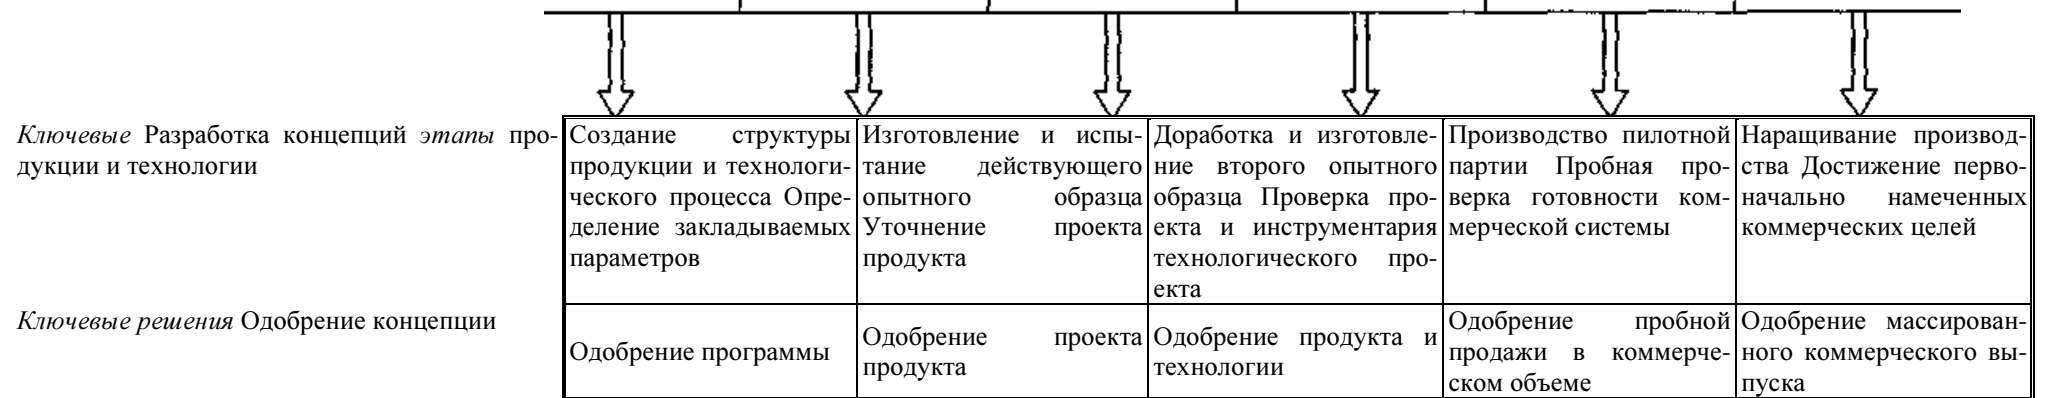 Ключевые Разработка концепций этапы про-
дукции и технологии
Создание структуры
продукции и технологи-
ческого процесса Опре-
деление закладываемых
параметров
Изготовление и испы-
тание действующего
опытного образца
Уточнение проекта
продукта
Доработка и изготовле-
ние второго опытного
образца Проверка про-
екта и инструментария
технологического про-
екта
Производство пилотной
партии Пробная про-
верка готовности ком-
мерческой системы
Наращивание производ-
ства Достижение перво-
начально намеченных
коммерческих целей
Ключевые решения Одобрение концепции
Одобрение программы
Одобрение проекта
продукта
Одобрение продукта и
технологии
Одобрение пробной
продажи в коммерче-
ском объеме
Одобрение массирован-
ного коммерческого вы-
пуска